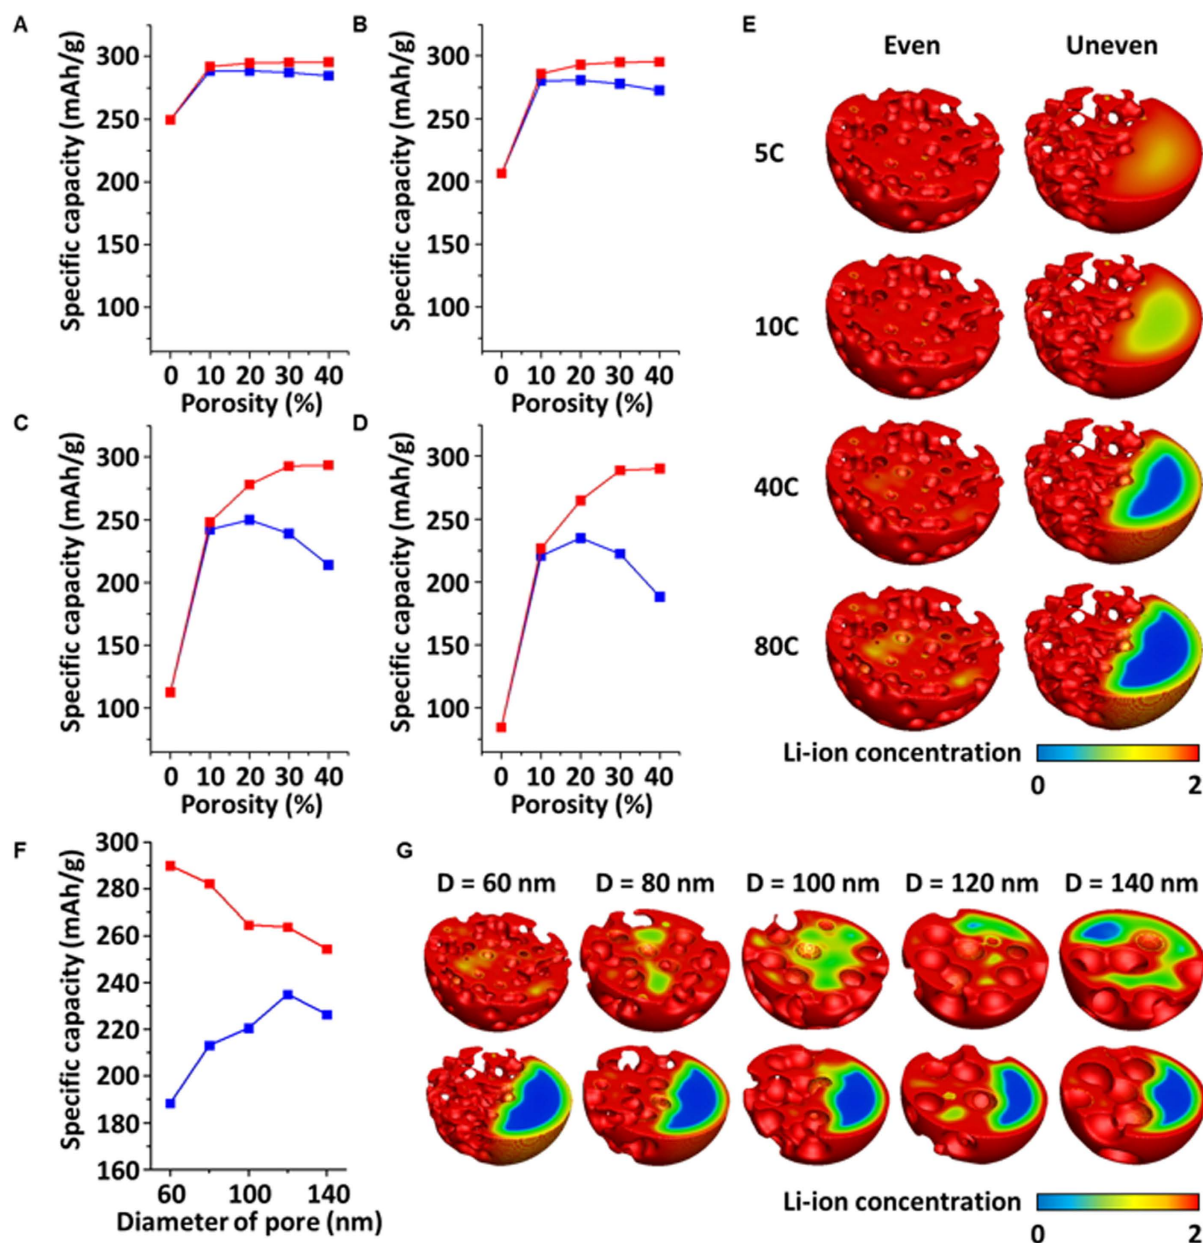 A
Specific capacity (mAh/g)
300
250
200
150
100
0 10 20 30 40
Porosity (%)
B
Specific capacity (mAh/g)
300
250
200
150
100
0 10 20 30 40
Porosity (%)
C
Specific capacity (mAh/g)
300
250
200
150
100
0 10 20 30 40
Porosity (%)
D
Specific capacity (mAh/g)
300
250
200
150
100
0 10 20 30 40
Porosity (%)
E
Even Uneven
5C
10C
40C
80C
Li-ion concentration
0 2
F
Specific capacity (mAh/g)
300
280
260
240
220
200
180
160
60 100 140
Diameter of pore (nm)
G
D = 60 nm D = 80 nm D = 100 nm D = 120 nm D = 140 nm
Li-ion concentration
0 2